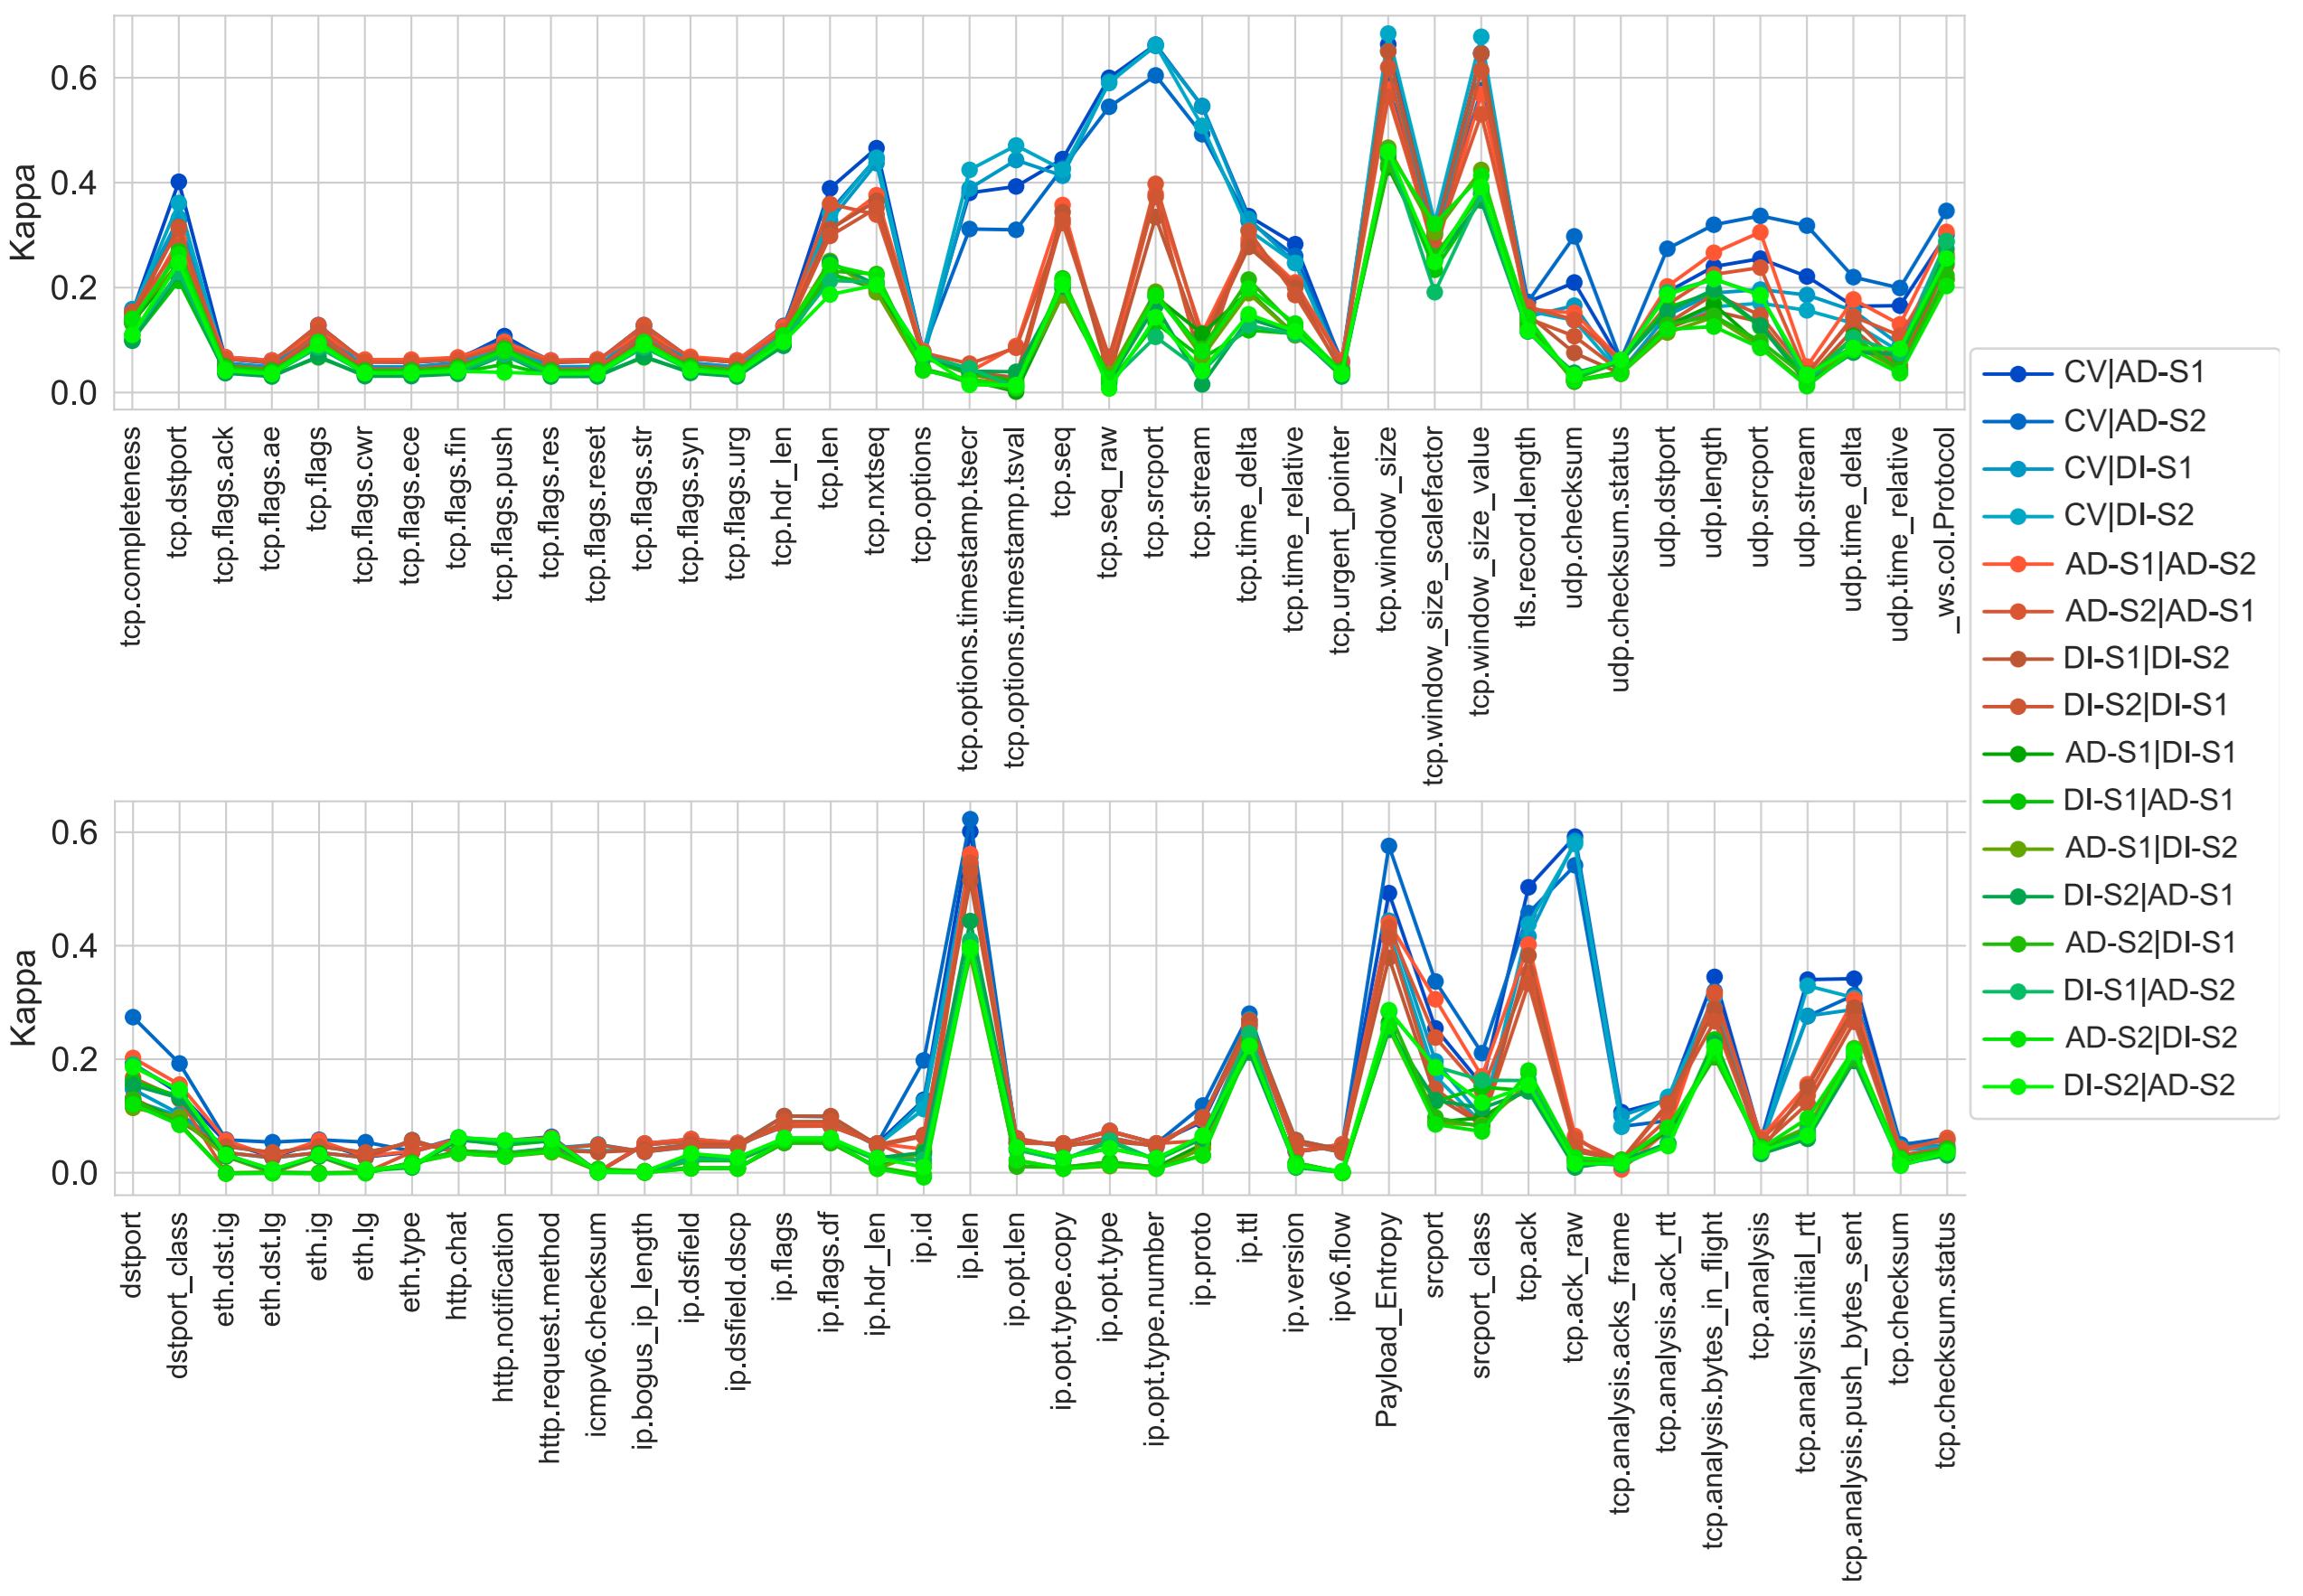 Kappa
0.6
0.4
0.2
0.0
tcp.completeness
tcp.dstport
tcp.flags.ack
tcp.flags.ae
tcp.flags
tcp.flags.cwr
tcp.flags.ece
tcp.flags.fin
tcp.flags.push
tcp.flags.res
tcp.flags.reset
tcp.flags.str
tcp.flags.syn
tcp.flags.urg
tcp.hdr_len
tcp.len
tcp.nxtseq
tcp.options
tcp.options.timestamp.tsecr
tcp.options.timestamp.tsval
tcp.seq
tcp.seq_raw
tcp.srcport
tcp.stream
tcp.time_delta
tcp.time_relative
tcp.urgent_pointer
tcp.window_size
tcp.window_size_scalefactor
tcp.window_size_value
tls.record.length
udp.checksum
udp.checksum.status
udp.dstport
udp.length
udp.srcport
udp.stream
udp.time_delta
udp.time_relative
_ws.col.Protocol
CV|AD-S1
CV|AD-S2
CV|DI-S1
CV|DI-S2
AD-S1|AD-S2
AD-S2|AD-S1
DI-S1|DI-S2
DI-S2|DI-S1
AD-S1|DI-S1
DI-S1|AD-S1
AD-S1|DI-S2
DI-S2|AD-S1
AD-S2|DI-S1
DI-S1|AD-S2
AD-S2|DI-S2
DI-S2|AD-S2
Kappa
0.6
0.4
0.2
0.0
dstport
dstport_class
eth.dst.ig
eth.dst.lg
eth.ig
eth.lg
eth.type
http.chat
http.notification
http.request.method
icmpv6.checksum
ip.bogus_ip_length
ip.dsfield
ip.dsfield.dscp
ip.flags
ip.flags.df
ip.hdr_len
ip.id
ip.len
ip.opt.len
ip.opt.type.copy
ip.opt.type
ip.opt.type.number
ip.proto
ip.ttl
ip.version
ipv6.flow
Payload_Entropy
srcport
srcport_class
tcp.ack
tcp.ack_raw
tcp.analysis.acks_frame
tcp.analysis.ack_rtt
tcp.analysis.bytes_in_flight
tcp.analysis
tcp.analysis.initial_rtt
tcp.analysis.push_bytes_sent
tcp.checksum
tcp.checksum.status